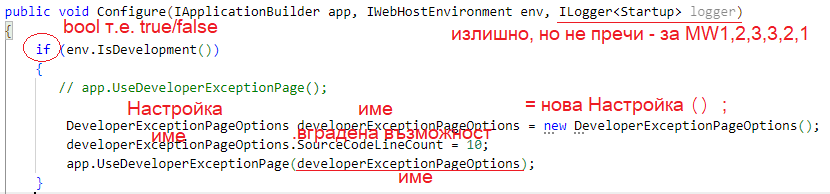 public void Configure(IApplicationBuilder app, IWebHostEnvironment env, ILogger<Startup> logger)
{
bool т.е. true/false
излишно, но не пречи - за MW1,2,3,3,2,1
if (env.IsDevelopment())
{
// app.UseDeveloperExceptionPage();
Настройка име = нова Настройка () ;
DeveloperExceptionPageOptions developerExceptionPageOptions = new DeveloperExceptionPageOptions();
име .вградена възможност
developerExceptionPageOptions.SourceCodeLineCount = 10;
app.UseDeveloperExceptionPage(developerExceptionPageOptions);
име
}